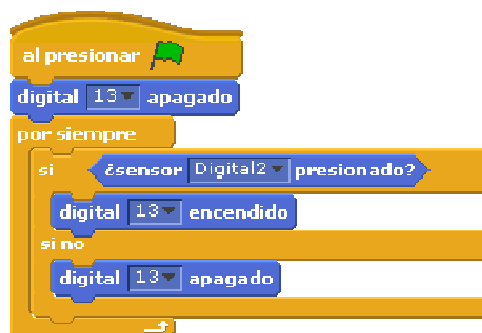 al presionar
digital 13 apagado
por siempre
si ¿sensor Digital2 presionado?
digital 13 encendido
si no
digital 13 apagado